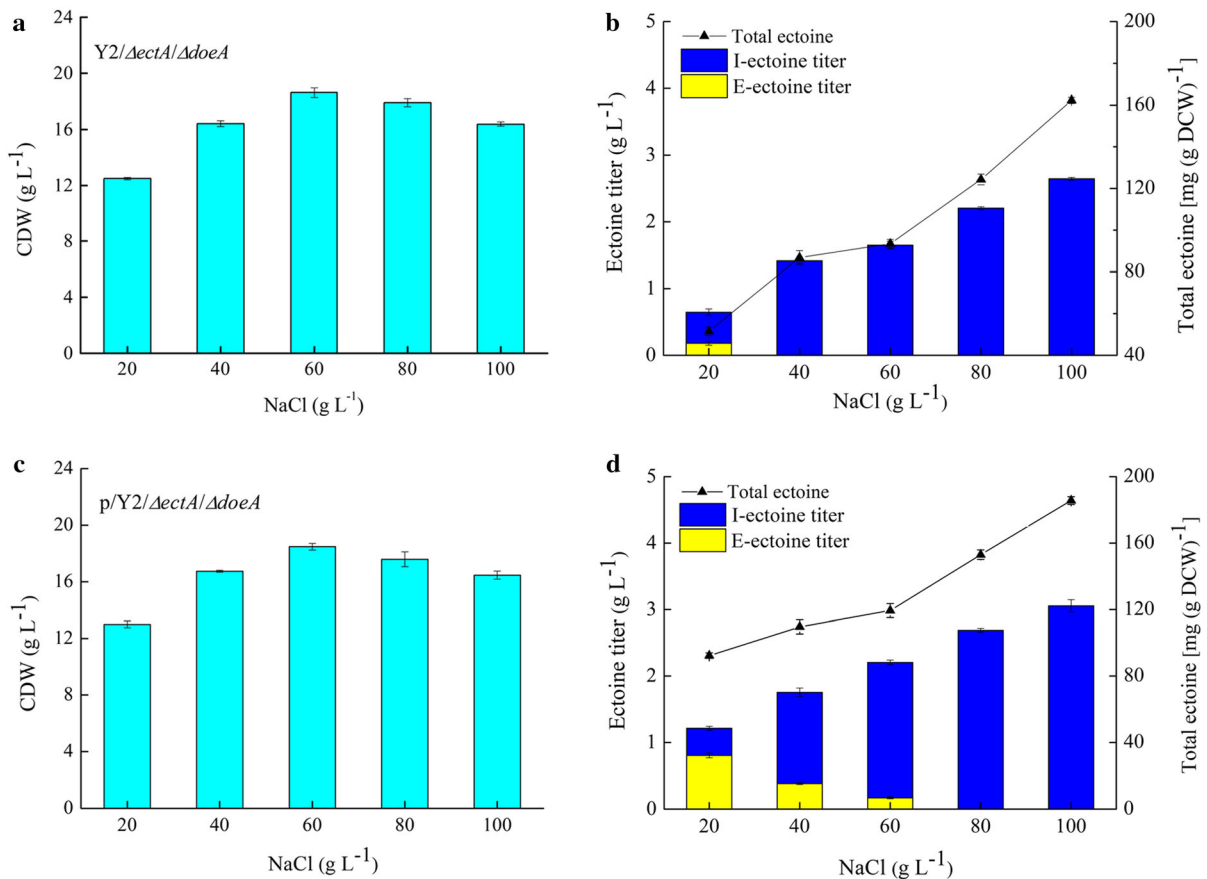 a
24
20
16
12
8
4
0
CDW (g L⁻¹)
Y2/ΔectA/ΔdoeA
20 40 60 80 100
NaCl (g L⁻¹)
b
5
4
3
2
1
0
Ectoine titer (g L⁻¹)
Total ectoine
I-ectoine titer
E-ectoine titer
200
160
120
80
40
Total ectoine [mg (g DCW)⁻¹]
20 40 60 80 100
NaCl (g L⁻¹)
c
24
20
16
12
8
4
0
CDW (g L⁻¹)
p/Y2/ΔectA/ΔdoeA
20 40 60 80 100
NaCl (g L⁻¹)
d
5
4
3
2
1
0
Ectoine titer (g L⁻¹)
Total ectoine
I-ectoine titer
E-ectoine titer
200
160
120
80
40
0
Total ectoine [mg (g DCW)⁻¹]
20 40 60 80 100
NaCl (g L⁻¹)